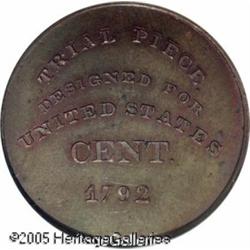 TRIAL PIECE.
DESIGNED FOR
UNITED STATES
CENT.
1792
©2005 HeritageGalleries